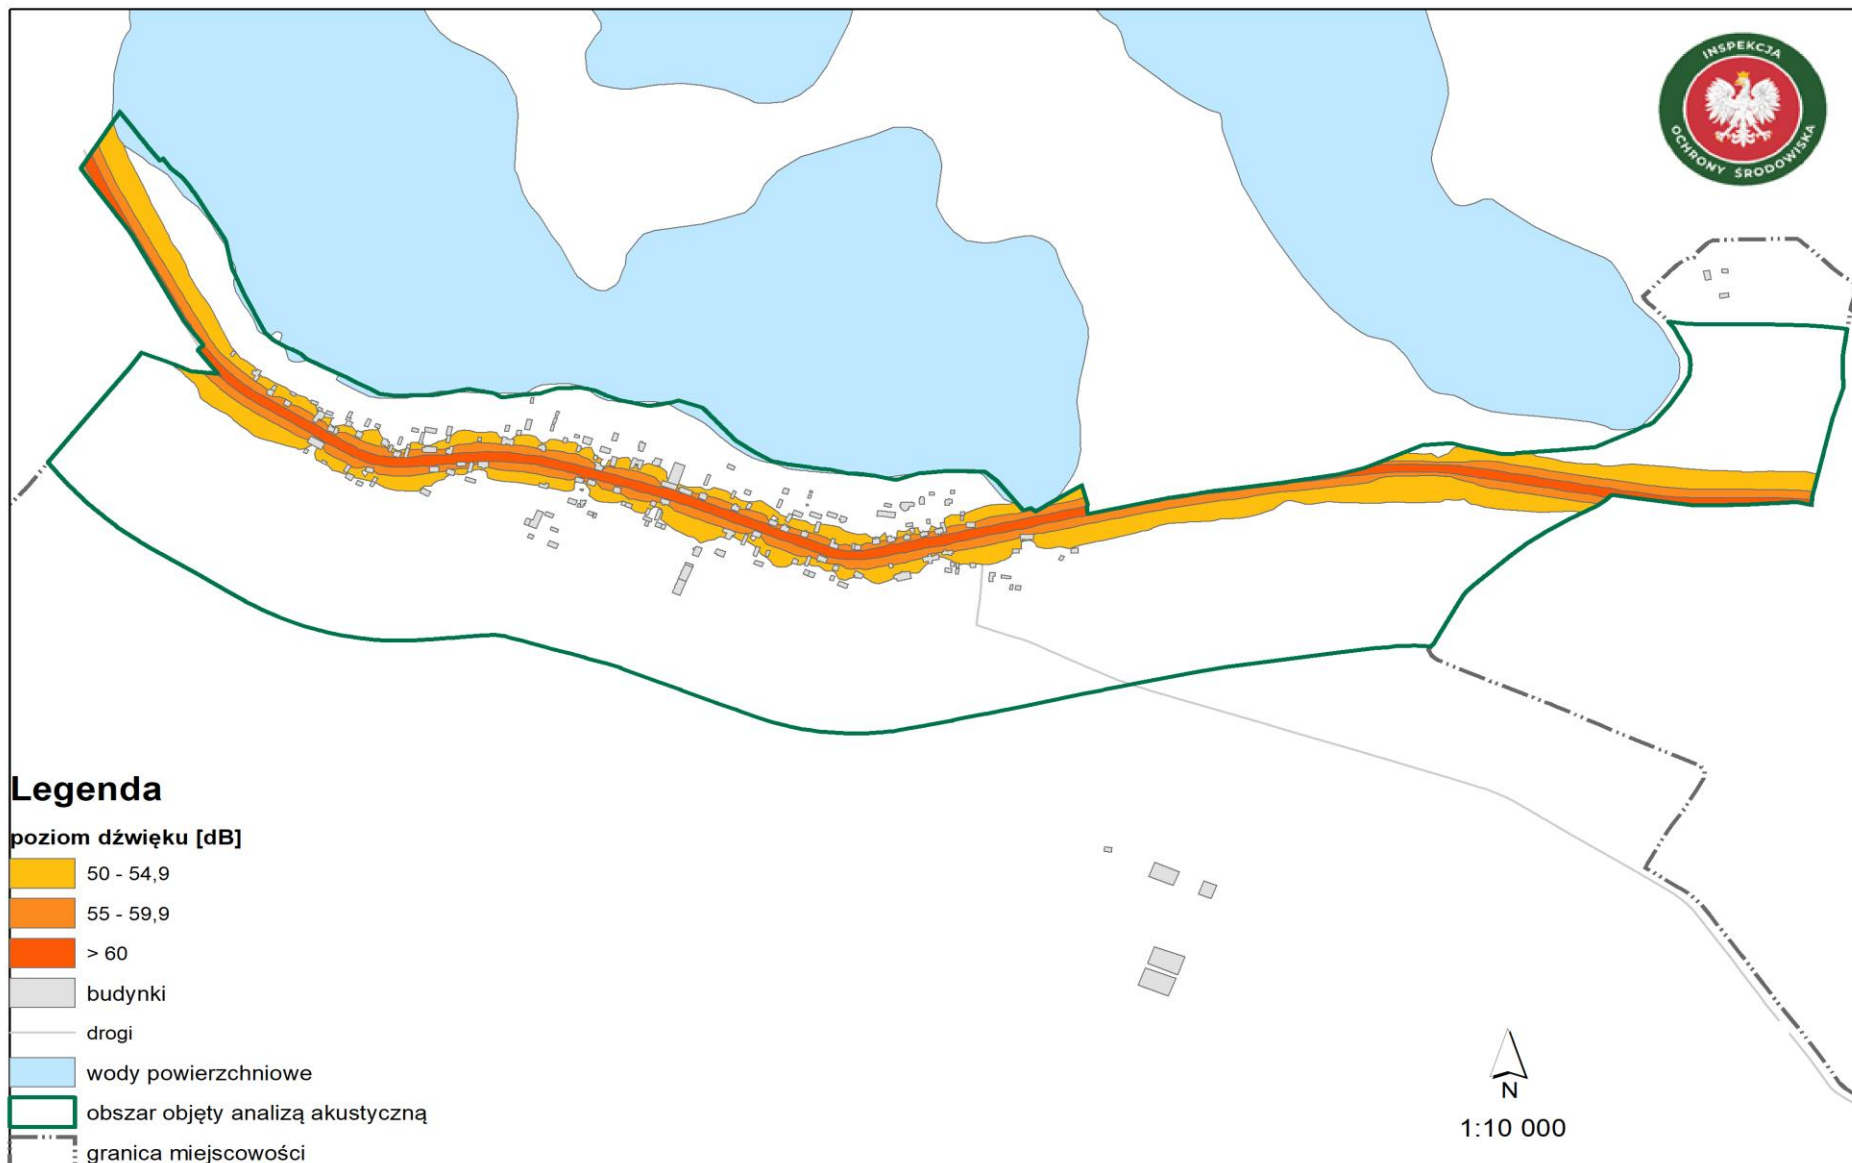 INSPEKCJA
OCHRONY ŚRODOWISKA
Legenda
poziom dźwięku [dB]
50 - 54,9
55 - 59,9
> 60
budynki
drogi
wody powierzchniowe
obszar objęty analizą akustyczną
granica miejscowości
N
1:10 000